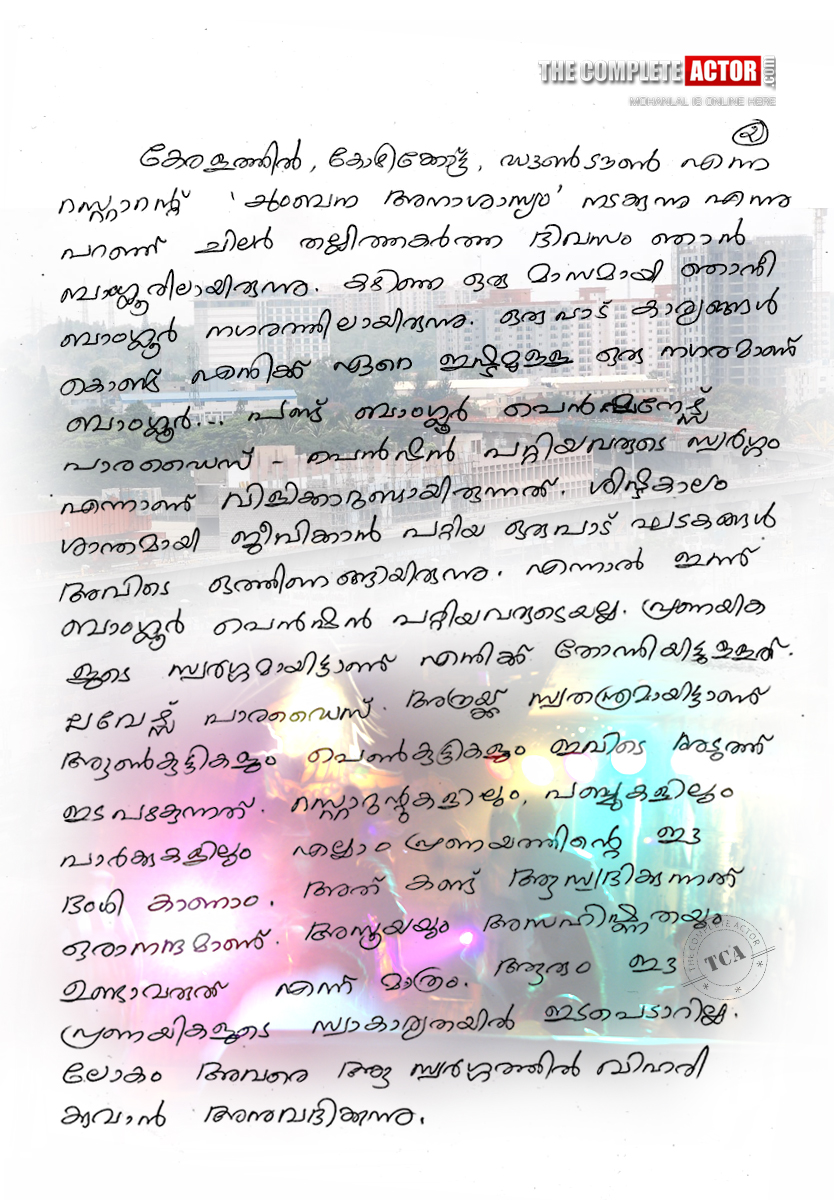 THE COMPLETE ACTOR.com
MOHANLAL IS ONLINE HERE
കേരളത്തിൽ, കോഴിക്കോട്ട്, ഡൗൺടൗൺ എന്ന
റസ്റ്റാറന്റ് 'ചുംബന അനാശാസ്യം' നടക്കുന്നു എന്നു
പറഞ്ഞ് ചിലർ തല്ലിത്തകർത്ത ദിവസം ഞാൻ
ബാംഗ്ലൂരിലായിരുന്നു. കഴിഞ്ഞ ഒരു മാസമായി ഞാനീ
ബാംഗ്ലൂർ നഗരത്തിലായിരുന്നു. ഒരുപാട് കാര്യങ്ങൾ
കൊണ്ട് എനിക്ക് ഏറെ ഇഷ്ടമുള്ള ഒരു നഗരമാണ്
ബാംഗ്ലൂർ... പണ്ട് ബാംഗ്ലൂർ പെൻഷനേഴ്സ്
പാരഡൈസ് - പെൻഷൻ പറ്റിയവരുടെ സ്വർഗ്ഗം
എന്നാണ് വിളിക്കാറുണ്ടായിരുന്നത്. ശിഷ്ടകാലം
ശാന്തമായി ജീവിക്കാൻ പറ്റിയ ഒരുപാട് ഘടകങ്ങൾ
അവിടെ ഒത്തിണങ്ങിയിരുന്നു. എന്നാൽ ഇന്ന്
ബാംഗ്ലൂർ പെൻഷൻ പറ്റിയവരുടെയല്ല. പ്രണയിക
ളുടെ സ്വർഗ്ഗമായിട്ടാണ് എനിക്ക് തോന്നിയിട്ടുള്ളത്.
ലവേഴ്സ് പാരഡൈസ്. അത്രയ്ക്ക് സ്വതന്ത്രമായിട്ടാണ്
ആൺകുട്ടികളും പെൺകുട്ടികളും ഇവിടെ അടുത്ത്
ഇടപഴകുന്നത്. റസ്റ്റോറന്റുകളിലും, പബ്ബുകളിലും
പാർക്കുകളിലും എല്ലാം പ്രണയത്തിന്റെ ഈ
ഭംഗി കാണാം. അത് കണ്ട് ആസ്വദിക്കുന്നത്
ഒരാനന്ദമാണ്. അസൂയയും അസഹിഷ്ണുതയും
ഉണ്ടാവരുത് എന്ന് മാത്രം. ആരും ഈ
പ്രണയികളുടെ സ്വകാര്യതയിൽ ഇടപെടാറില്ല.
ലോകം അവരെ ആ സ്വർഗ്ഗത്തിൽ വിഹരി
ക്കുവാൻ അനുവദിക്കുന്നു.
THE COMPLETE ACTOR
TCA